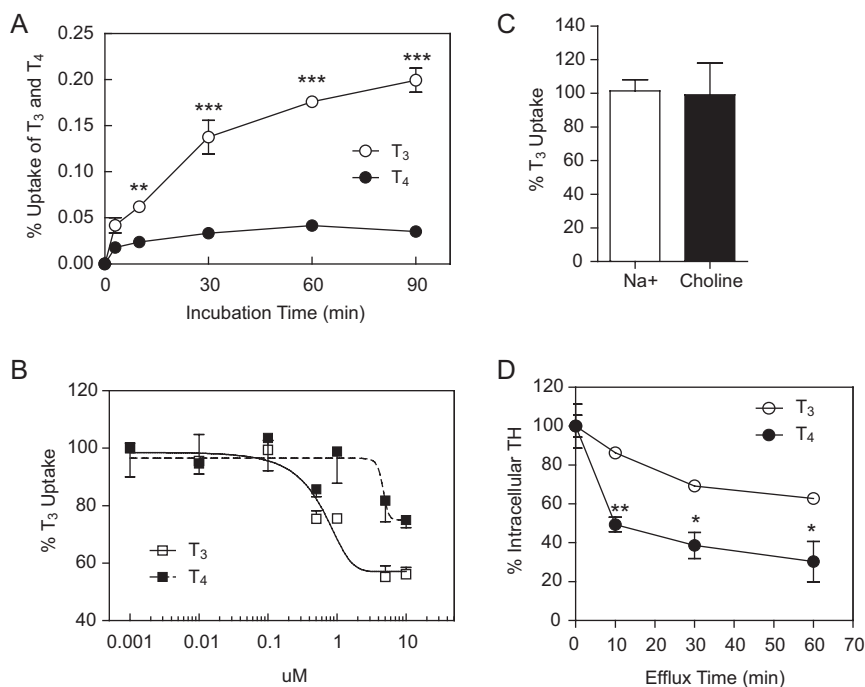 A
% Uptake of T3 and T4
0.25
0.20
0.15
0.10
0.05
0.00
**
***
***
***
T3
T4
0
30
60
90
Incubation Time (min)
C
% T3 Uptake
140
120
100
80
60
40
20
0
Na+
Choline
B
% T3 Uptake
120
100
80
60
40
T3
T4
0.001
0.01
0.1
1
10
uM
D
% Intracellular TH
120
100
80
60
40
20
0
T3
T4
**
*
*
0
10
20
30
40
50
60
70
Efflux Time (min)